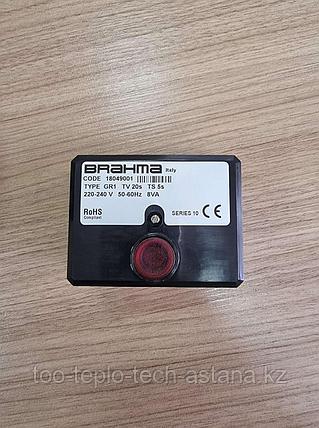 BRAHMA Italy
CODE 18049001
TYPE GR1 TV 20s TS 5s
220-240 V 50-60Hz 8VA
RoHS
Compliant
SERIES 10 CE
too-teplo-tech-astana.kz